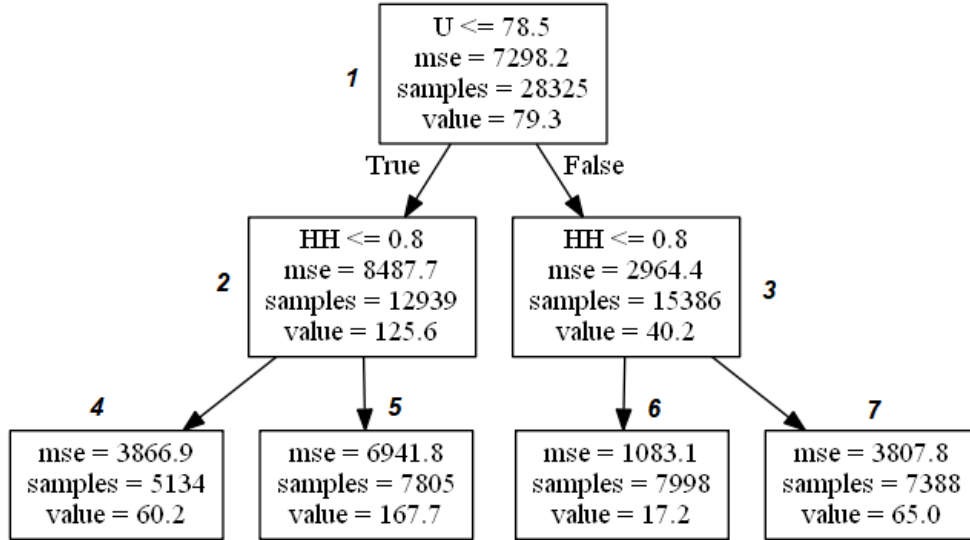 U <= 78.5
mse = 7298.2
samples = 28325
value = 79.3
1
True
False
HH <= 0.8
mse = 8487.7
samples = 12939
value = 125.6
2
HH <= 0.8
mse = 2964.4
samples = 15386
value = 40.2
3
4
mse = 3866.9
samples = 5134
value = 60.2
5
mse = 6941.8
samples = 7805
value = 167.7
6
mse = 1083.1
samples = 7998
value = 17.2
7
mse = 3807.8
samples = 7388
value = 65.0